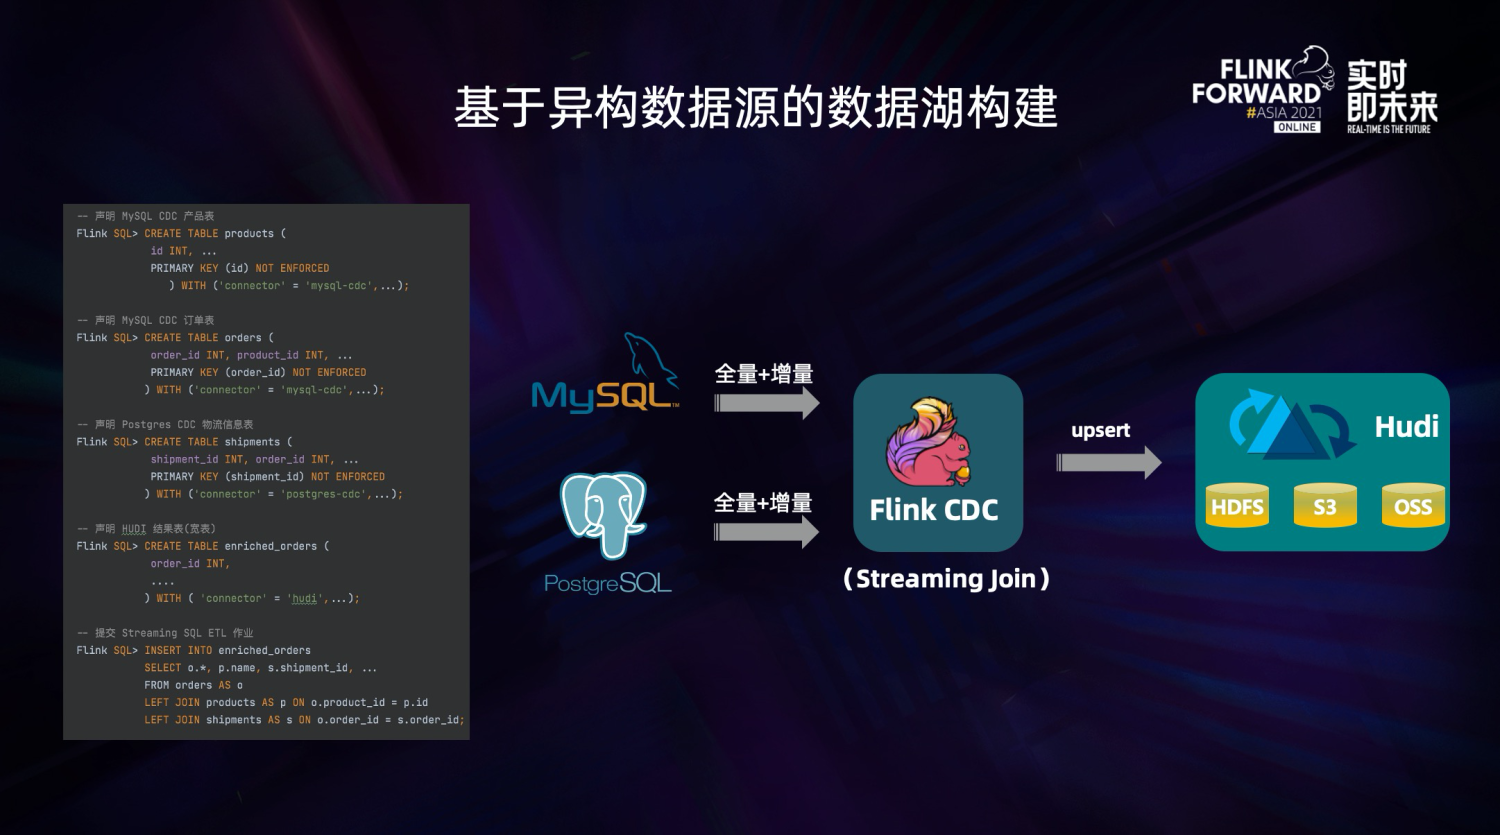 基于异构数据源的数据湖构建
FLINK
FORWARD
#ASIA 2021
ONLINE
实时
即未来
REAL-TIME IS THE FUTURE
-- 声明 MySQL CDC 产品表
Flink SQL> CREATE TABLE products (
id INT, ...
PRIMARY KEY (id) NOT ENFORCED
) WITH ('connector' = 'mysql-cdc',...);
-- 声明 MySQL CDC 订单表
Flink SQL> CREATE TABLE orders (
order_id INT, product_id INT, ...
PRIMARY KEY (order_id) NOT ENFORCED
) WITH ('connector' = 'mysql-cdc',...);
-- 声明 Postgres CDC 物流信息表
Flink SQL> CREATE TABLE shipments (
shipment_id INT, order_id INT, ...
PRIMARY KEY (shipment_id) NOT ENFORCED
) WITH ('connector' = 'postgres-cdc',...);
-- 声明 HUDI 结果表(宽表)
Flink SQL> CREATE TABLE enriched_orders (
order_id INT,
....
) WITH ( 'connector' = 'hudi',...);
-- 提交 Streaming SQL ETL 作业
Flink SQL> INSERT INTO enriched_orders
SELECT o.*, p.name, s.shipment_id, ...
FROM orders AS o
LEFT JOIN products AS p ON o.product_id = p.id
LEFT JOIN shipments AS s ON o.order_id = s.order_id;
MySQL™
全量+增量
PostgreSQL
全量+增量
Flink CDC
(Streaming Join)
upsert
Hudi
HDFS
S3
OSS